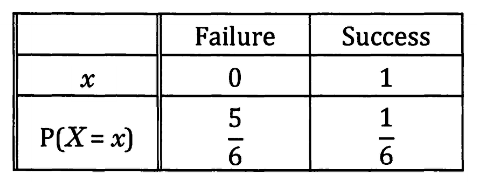 Failure Success
x 0 1
P(X = x) 5/6 1/6